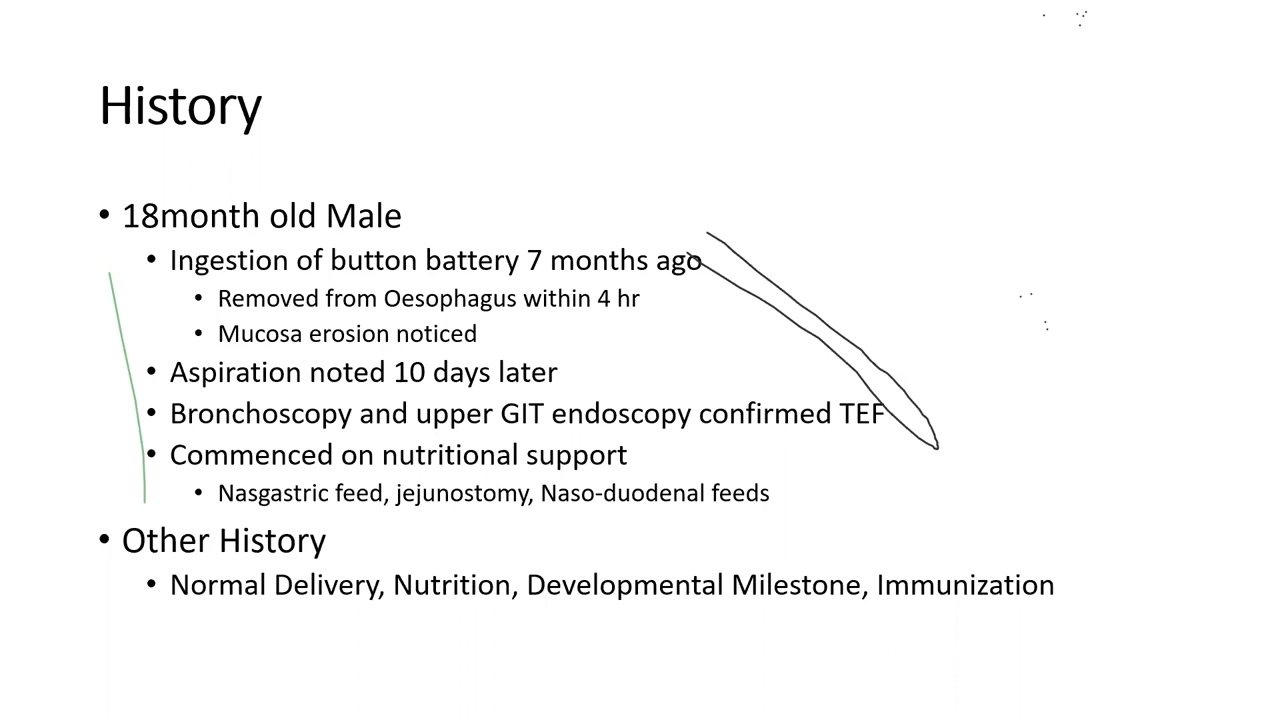 History
• 18month old Male
• Ingestion of button battery 7 months ago
• Removed from Oesophagus within 4 hr
• Mucosa erosion noticed
• Aspiration noted 10 days later
• Bronchoscopy and upper GIT endoscopy confirmed TEF
• Commenced on nutritional support
• Nasgastric feed, jejunostomy, Naso-duodenal feeds
• Other History
• Normal Delivery, Nutrition, Developmental Milestone, Immunization